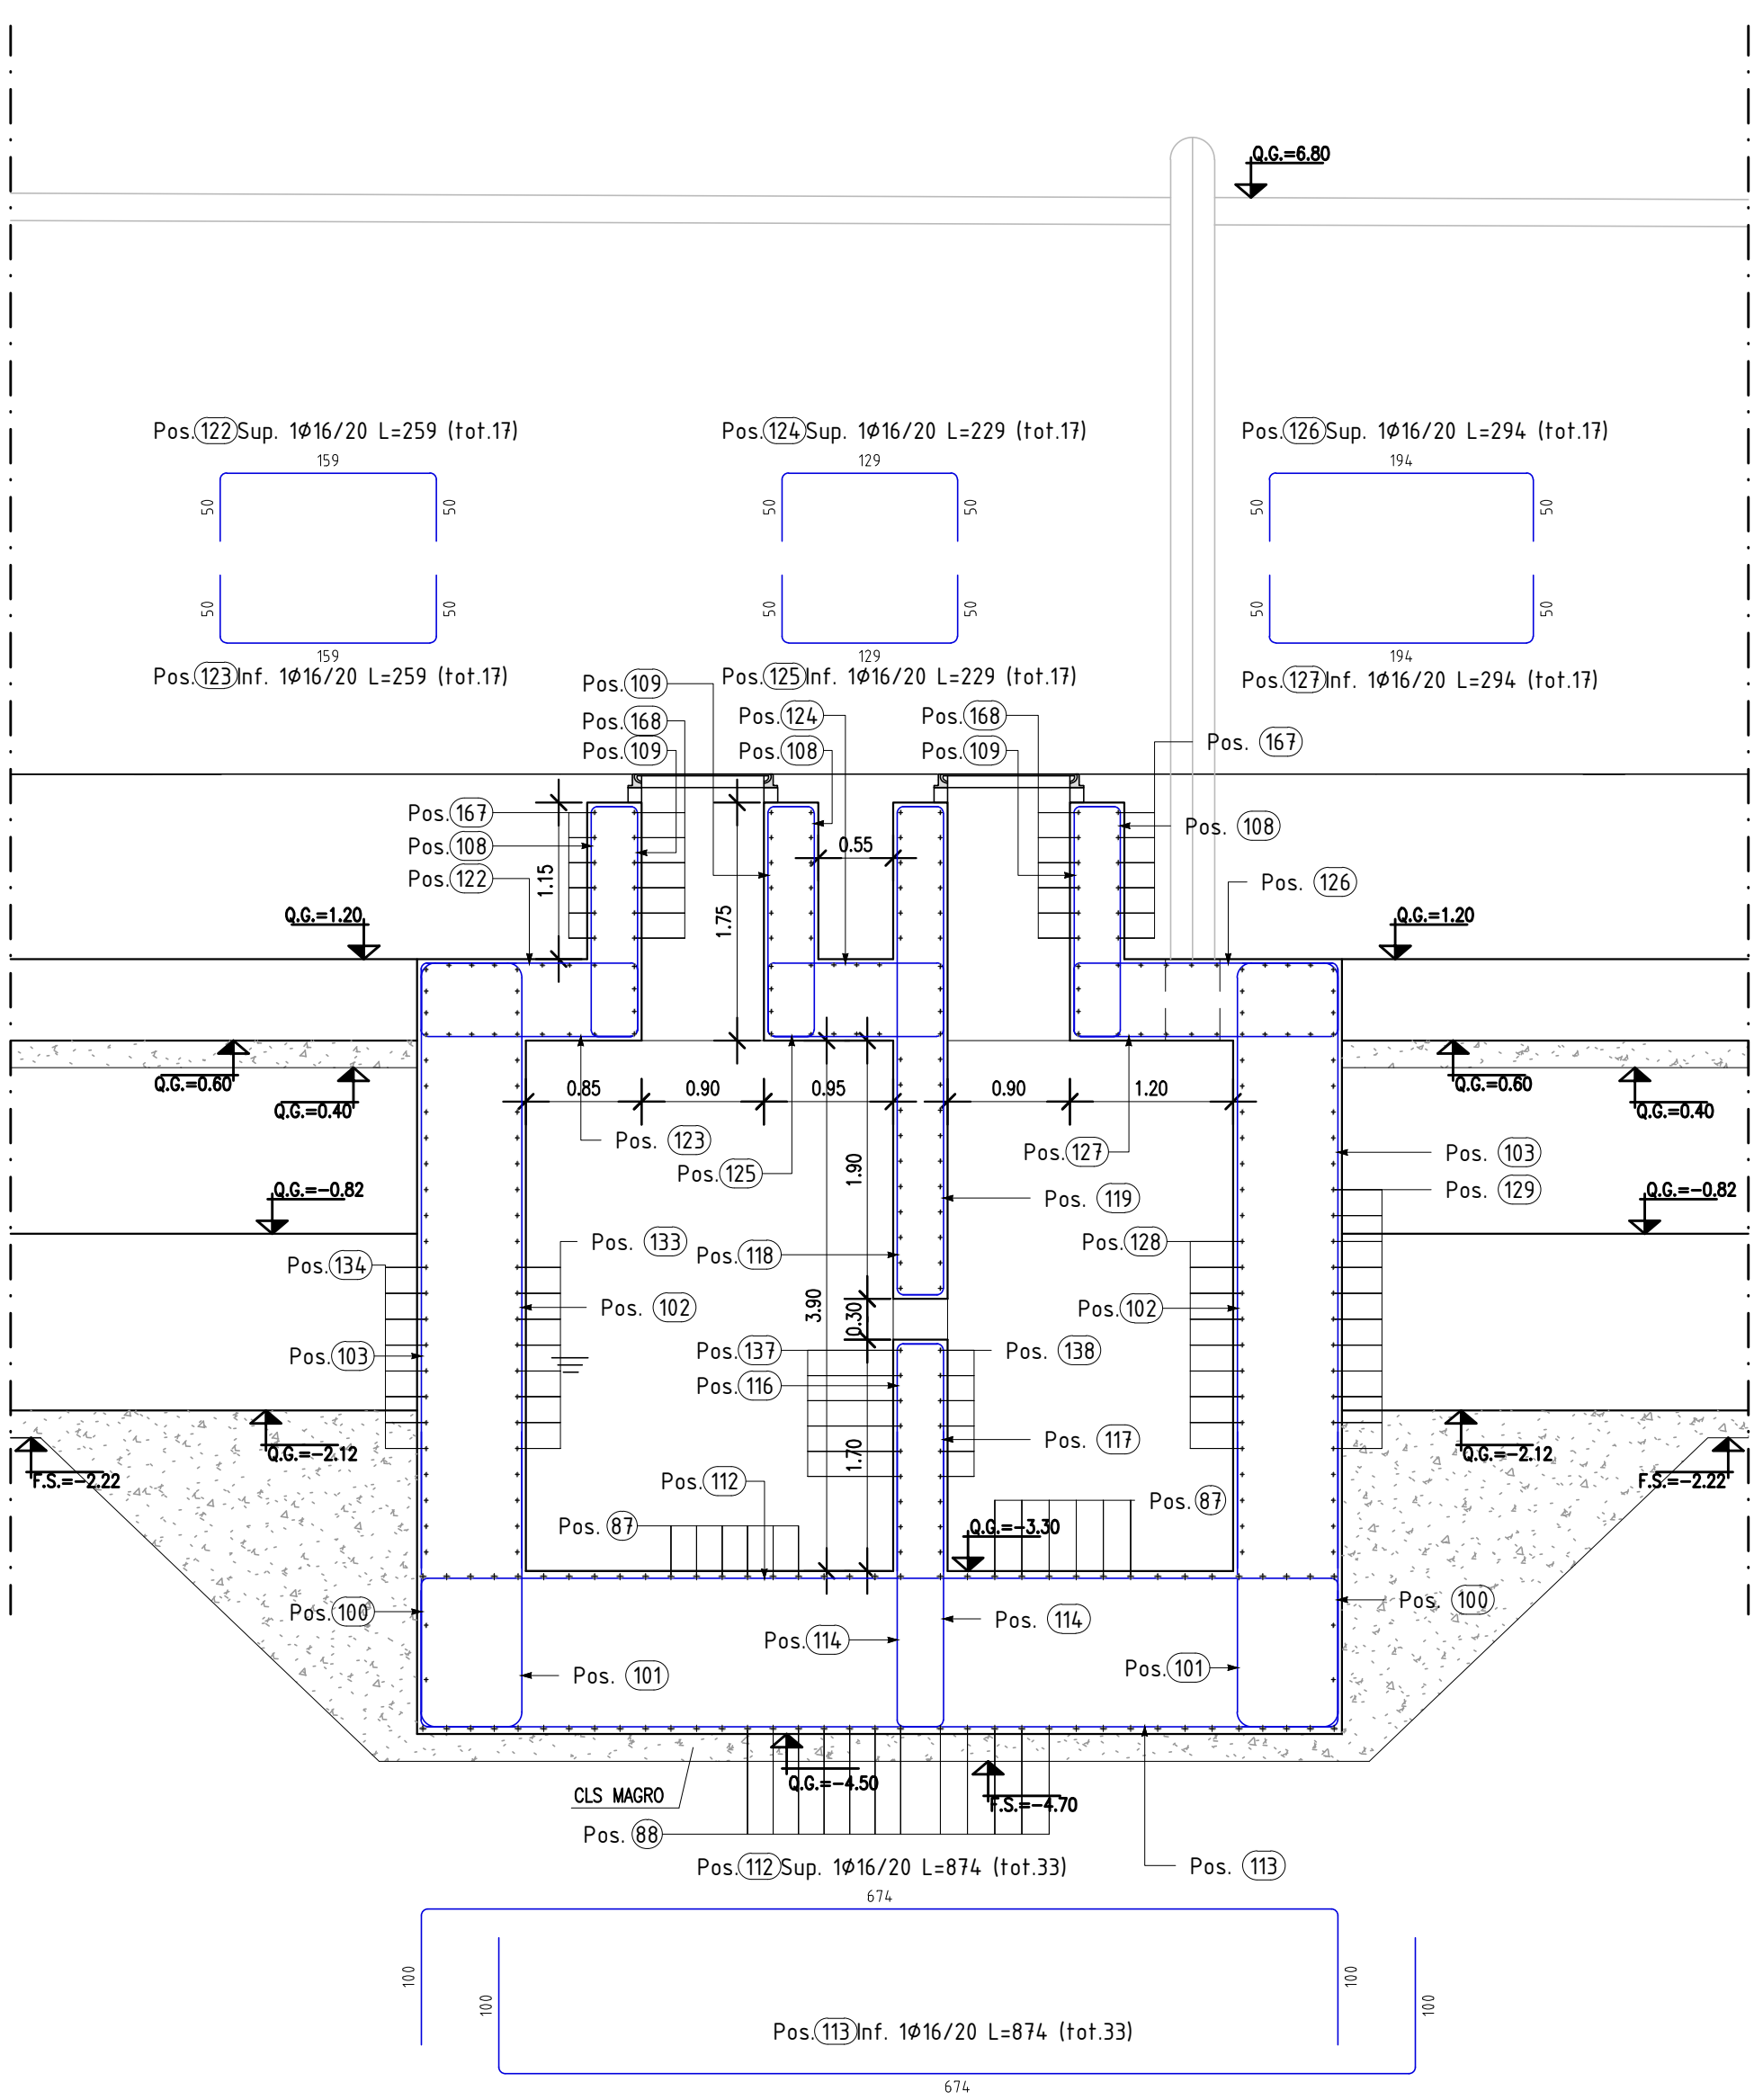 Q.G.=6.80
Pos.122 Sup. 1Ø16/20 L=259 (tot.17)
159
50
50
50
50
159
Pos.123 Inf. 1Ø16/20 L=259 (tot.17)
Pos.124 Sup. 1Ø16/20 L=229 (tot.17)
129
50
50
50
50
129
Pos.125 Inf. 1Ø16/20 L=229 (tot.17)
Pos.126 Sup. 1Ø16/20 L=294 (tot.17)
194
50
50
50
50
194
Pos.127 Inf. 1Ø16/20 L=294 (tot.17)
Pos.109
Pos.168
Pos.109
Pos.124
Pos.108
Pos.168
Pos.109
Pos. 167
Pos.167
Pos.108
Pos.122
1.15
1.75
0.55
Pos. 108
Pos. 126
Q.G.=1.20
Q.G.=1.20
Q.G.=0.60
Q.G.=0.40
Q.G.=0.60
Q.G.=0.40
0.85
0.90
0.95
0.90
1.20
Pos. 123
Pos.125
1.90
Pos.127
Pos. 103
Pos. 129
Pos. 119
Q.G.=-0.82
Q.G.=-0.82
Pos. 133
Pos.118
Pos.128
Pos.134
Pos. 102
3.90
0.30
Pos.102
Pos.103
Pos.137
Pos. 138
Pos.116
Pos. 117
1.70
Q.G.=-2.12
F.S.=-2.22
Q.G.=-2.12
F.S.=-2.22
Pos.112
Pos. 87
Pos. 87
Q.G.=-3.30
Pos.100
Pos. 100
Pos. 114
Pos.114
Pos. 101
Pos.101
Q.G.=-4.50
F.S.=-4.70
CLS MAGRO
Pos. 88
Pos.112 Sup. 1Ø16/20 L=874 (tot.33)
Pos. 113
674
100
100
100
100
Pos.113 Inf. 1Ø16/20 L=874 (tot.33)
674